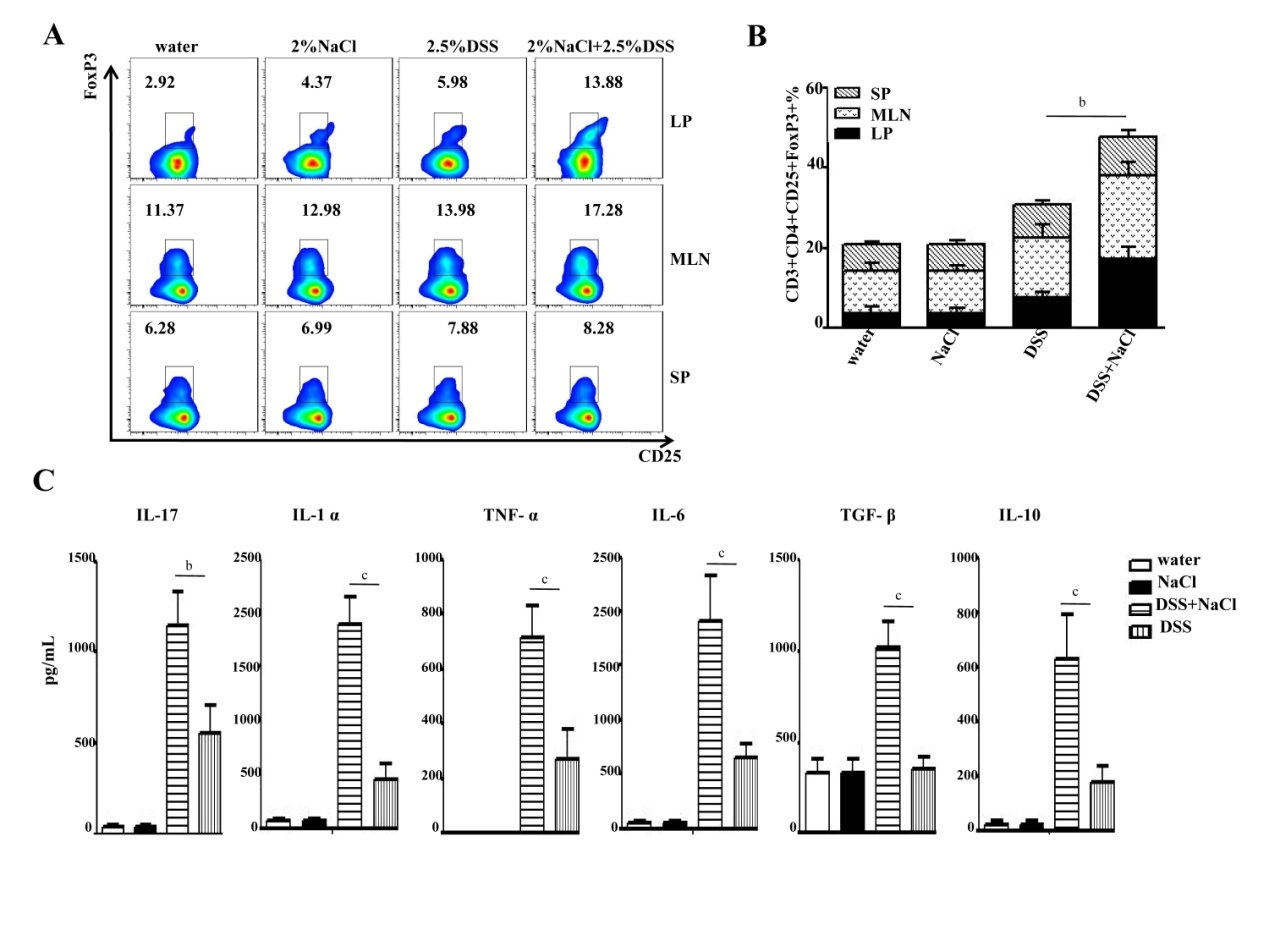 A
water 2%NaCl 2.5%DSS 2%NaCl+2.5%DSS
FoxP3
2.92 4.37 5.98 13.88
LP
11.37 12.98 13.98 17.28
MLN
6.28 6.99 7.88 8.28
SP
CD25
B
CD3+CD4+CD25+FoxP3+%
60
40
20
0
SP
MLN
LP
b
water NaCl DSS DSS+NaCl
C
IL-17 IL-1 α TNF- α IL-6 TGF- β IL-10
pg/mL
1500
1000
500
0
b
2500
2500
1500
1000
500
0
c
1000
800
600
400
200
0
c
2500
2500
1500
1000
500
0
c
1500
1000
500
0
c
1000
800
600
400
200
0
c
water
NaCl
DSS+NaCl
DSS